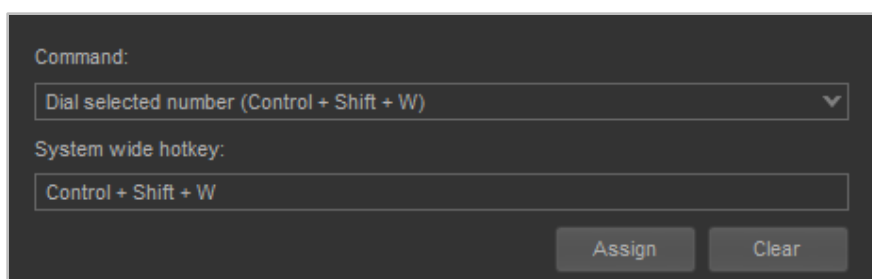 Command:
Dial selected number (Control + Shift + W)
System wide hotkey:
Control + Shift + W
Assign Clear